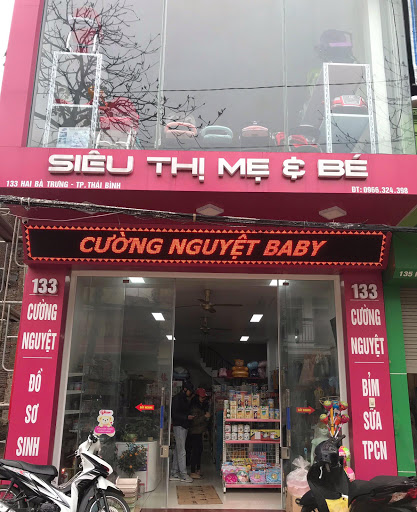 SIÊU THỊ MẸ & BÉ
133 HAI BÀ TRƯNG - TP. THÁI BÌNH
ĐT: 0966.324.398
CƯỜNG NGUYỆT BABY
133
CƯỜNG
NGUYỆT
ĐỒ
SƠ
SINH
133
CƯỜNG
NGUYỆT
BỈM
SỮA
TPCN
135